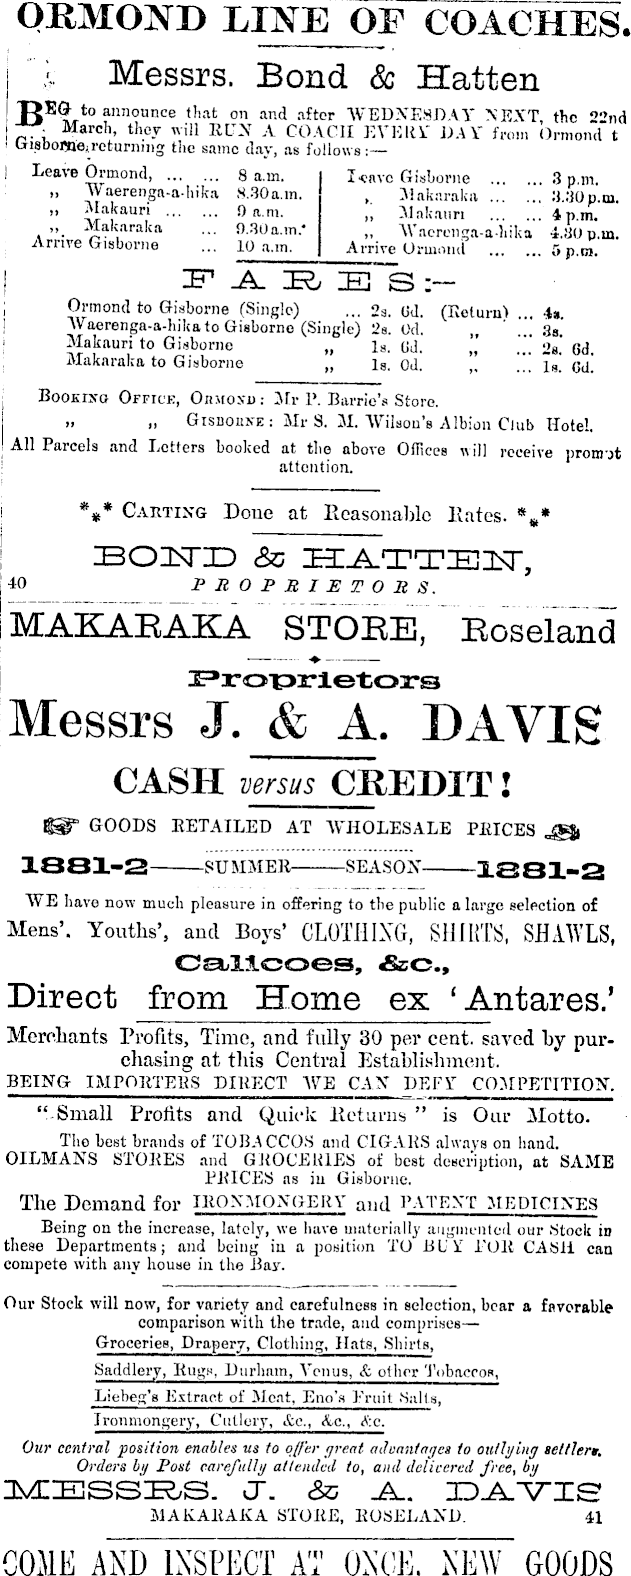 ORMOND LINE OF COACHES.
Messrs. Bond & Hatten
BEG to announce that on and after WEDNESDAY NEXT, the 22nd
March, they will RUN A COACH EVERY DAY from Ormond t
Gisborne, returning the same day, as follows:—
Leave Ormond, ... ... 8 a.m.
„ Waerenga-a-hika 8.30 a.m.
„ Makauri ... ... 9 a.m.
„ Makaraka ... 9.30 a.m.
Arrive Gisborne ... 10 a.m.
Leave Gisborne ... ... 3 p.m.
„ Makaraka ... ... 3.30 p.m.
„ Makauri ... ... 4 p.m.
„ Waerenga-a-hika 4.30 p.m.
Arrive Ormond ... ... 5 p.m.
FARES:—
Ormond to Gisborne (Single) ... 2s. 6d. (Return) ... 4s.
Waerenga-a-hika to Gisborne (Single) 2s. 0d. „ ... 3s.
Makauri to Gisborne „ 1s. 6d. „ ... 2s. 6d.
Makaraka to Gisborne „ 1s. 0d. „ ... 1s. 6d.
BOOKING OFFICE, ORMOND: Mr P. Barrie's Store.
„ „ GISBORNE: Mr S. M. Wilson's Albion Club Hotel.
All Parcels and Letters booked at the above Offices will receive prompt
attention.
*** CARTING Done at Reasonable Rates. ***
BOND & HATTEN,
40 PROPRIETORS.
MAKARAKA STORE, Roseland
Proprietors
Messrs J. & A. DAVIS
CASH versus CREDIT!
GOODS RETAILED AT WHOLESALE PRICES
1881-2——SUMMER——SEASON——1881-2
WE have now much pleasure in offering to the public a large selection of
Mens'. Youths', and Boys' CLOTHING, SHIRTS, SHAWLS,
Calicoes, &c.,
Direct from Home ex ‘Antares.’
Merchants Profits, Time, and fully 30 per cent. saved by pur-
chasing at this Central Establishment.
BEING IMPORTERS DIRECT WE CAN DEFY COMPETITION.
“Small Profits and Quick Returns” is Our Motto.
The best brands of TOBACCOS and CIGARS always on hand.
OILMANS STORES and GROCERIES of best description, at SAME
PRICES as in Gisborne.
The Demand for IRONMONGERY and PATENT MEDICINES
Being on the increase, lately, we have materially augmented our Stock in
these Departments; and being in a position TO BUY FOR CASH can
compete with any house in the Bay.
Our Stock will now, for variety and carefulness in selection, bear a favorable
comparison with the trade, and comprises—
Groceries, Drapery, Clothing, Hats, Shirts,
Saddlery, Rugs, Durham, Venus, & other Tobaccos,
Liebeg's Extract of Meat, Eno's Fruit Salts,
Ironmongery, Cutlery, &c., &c., &c.
Our central position enables us to offer great advantages to outlying settlers.
Orders by Post carefully attended to, and delivered free, by
MESSRS. J. & A. DAVIS
MAKARAKA STORE, ROSELAND. 41
COME AND INSPECT AT ONCE. NEW GOODS